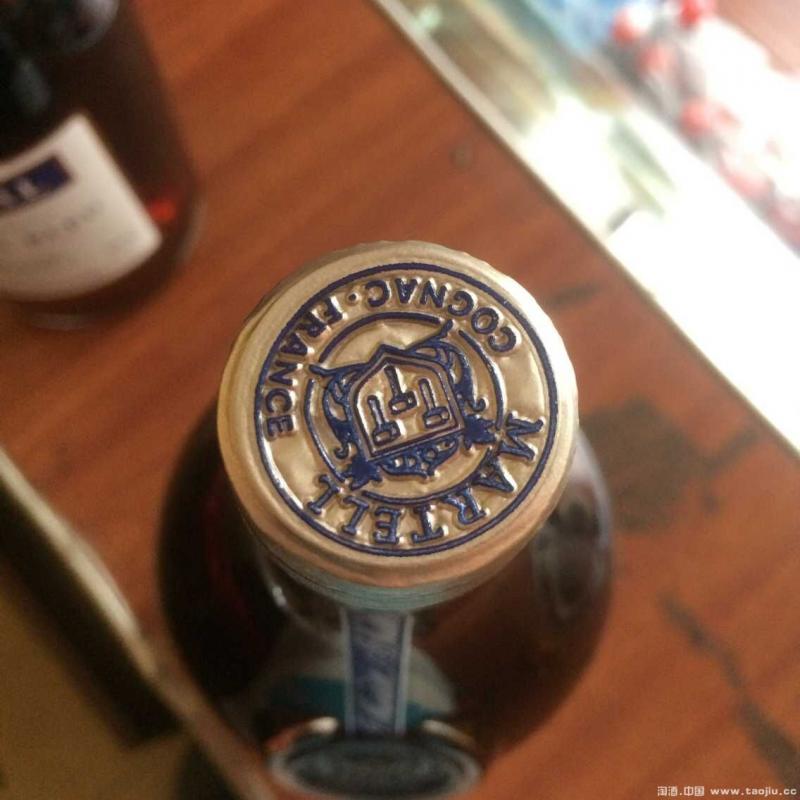 MARTELL
COGNAC · FRANCE
淘酒.中国 www.taojiu.cc